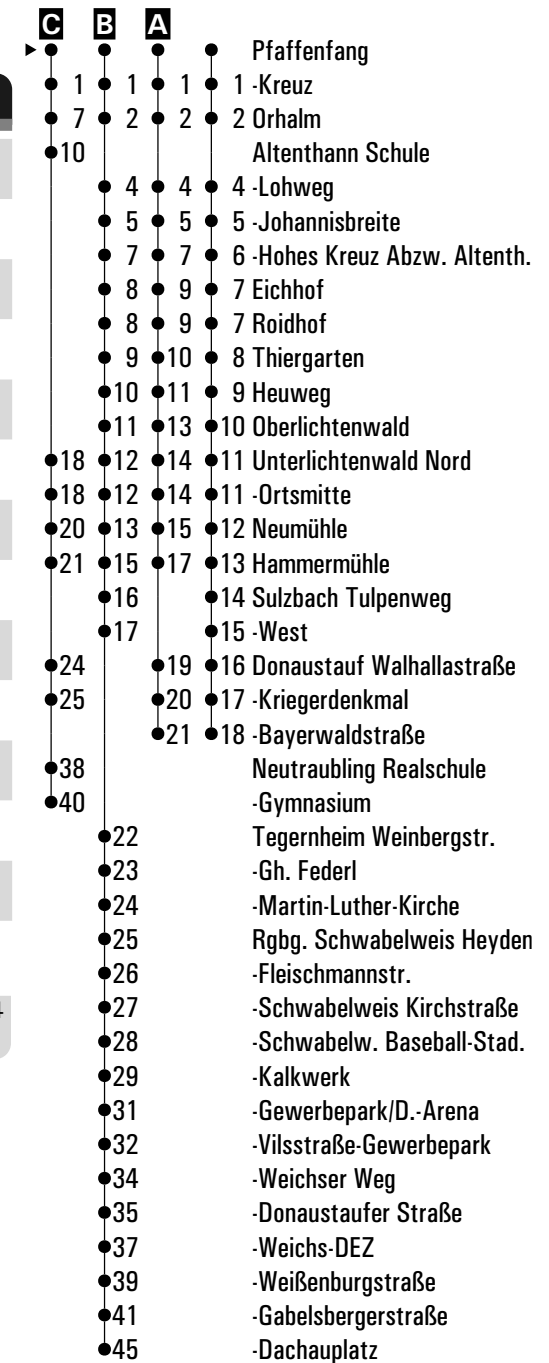 C B A
Pfaffenfang
1 1 1 1 -Kreuz
7 2 2 2 Orhalm
10 Altenthann Schule
4 4 4 -Lohweg
5 5 5 -Johannisbreite
7 7 6 -Hohes Kreuz Abzw. Altenth.
8 9 7 Eichhof
8 9 7 Roidhof
9 10 8 Thiergarten
10 11 9 Heuweg
11 13 10 Oberlichtenwald
18 12 14 11 Unterlichtenwald Nord
18 12 14 11 -Ortsmitte
20 13 15 12 Neumühle
21 15 17 13 Hammermühle
16 14 Sulzbach Tulpenweg
17 15 -West
24 19 16 Donaustauf Walhallastraße
25 20 17 -Kriegerdenkmal
21 18 -Bayerwaldstraße
38 Neutraubling Realschule
40 -Gymnasium
22 Tegernheim Weinbergstr.
23 -Gh. Federl
24 -Martin-Luther-Kirche
25 Rgbg. Schwabelweis Heyden
26 -Fleischmannstr.
27 -Schwabelweis Kirchstraße
28 -Schwabelw. Baseball-Stad.
29 -Kalkwerk
31 -Gewerbepark/D.-Arena
32 -Vilsstraße-Gewerbepark
34 -Weichser Weg
35 -Donaustaufer Straße
37 -Weichs-DEZ
39 -Weißenburgstraße
41 -Gabelsbergerstraße
45 -Dachauplatz